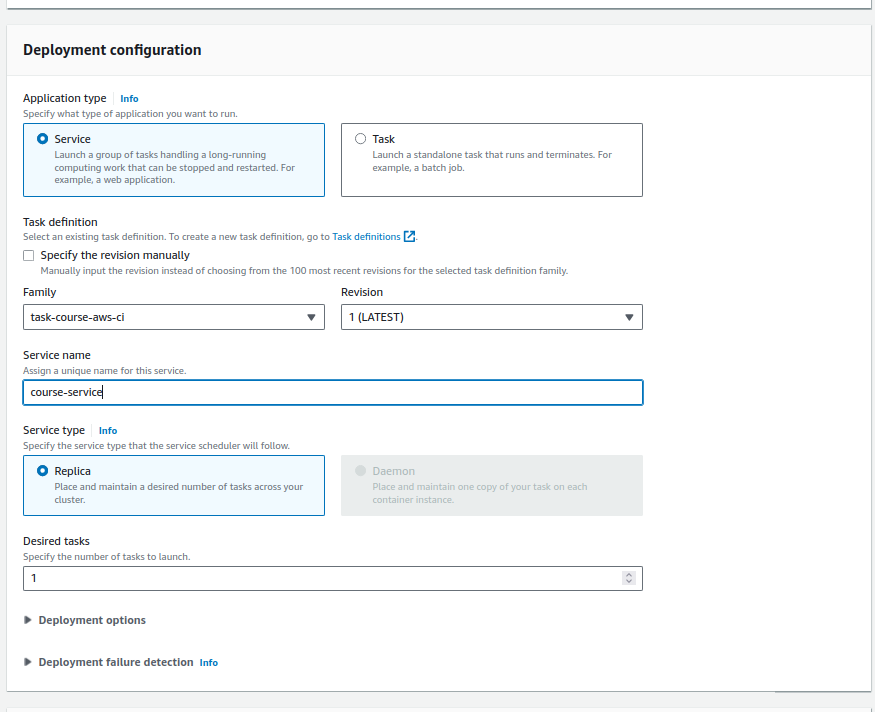 Deployment configuration
Application type Info
Specify what type of application you want to run.
Service
Launch a group of tasks handling a long-running
computing work that can be stopped and restarted. For
example, a web application.
Task
Launch a standalone task that runs and terminates. For
example, a batch job.
Task definition
Select an existing task definition. To create a new task definition, go to Task definitions.
Specify the revision manually
Manually input the revision instead of choosing from the 100 most recent revisions for the selected task definition family.
Family
task-course-aws-ci
Revision
1 (LATEST)
Service name
Assign a unique name for this service.
course-service
Service type Info
Specify the service type that the service scheduler will follow.
Replica
Place and maintain a desired number of tasks across your
cluster.
Daemon
Place and maintain one copy of your task on each
container instance.
Desired tasks
Specify the number of tasks to launch.
1
Deployment options
Deployment failure detection Info